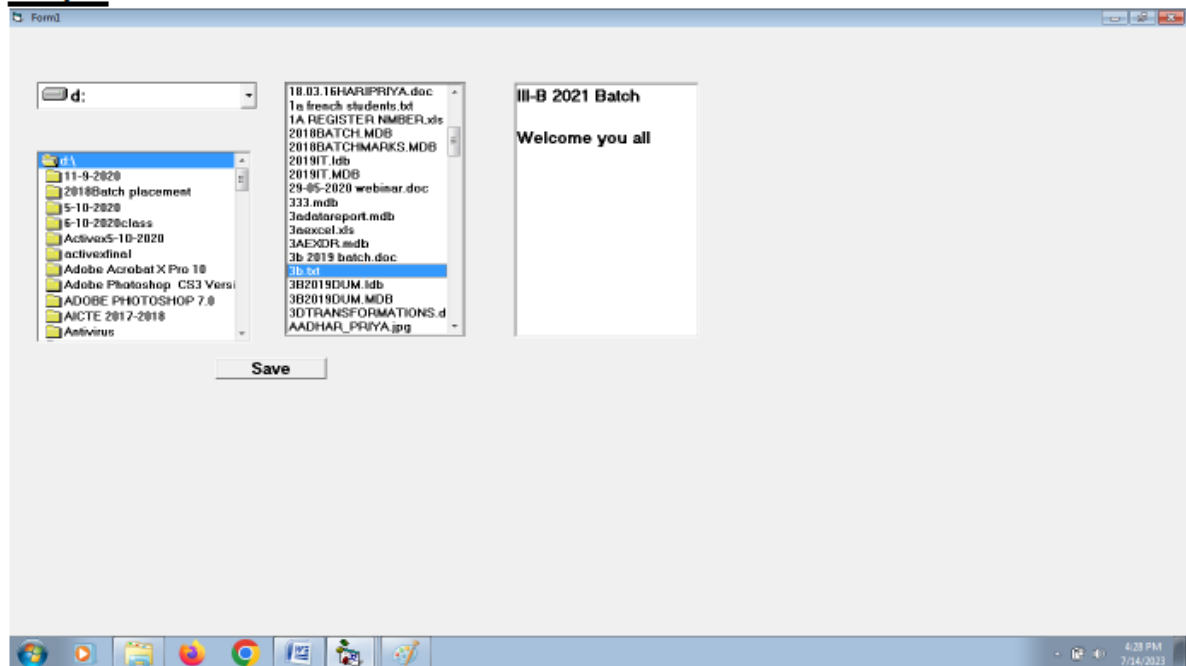 Form1
d:
d:\
11-9-2020
2018Batch placement
5-10-2020
6-10-2020class
Activex5-10-2020
activexfinal
Adobe Acrobat X Pro 10
Adobe Photoshop CS3 Versi
ADOBE PHOTOSHOP 7.0
AICTE 2017-2018
Antivirus
18.03.16HARIPRIYA.doc
1a french students.txt
1A REGISTER NMBER.xls
2018BATCH.MDB
2018BATCHMARKS.MDB
2019IT.ldb
2019IT.MDB
29-05-2020 webinar.doc
333.mdb
3adatareport.mdb
3aexcel.xls
3AEXDR.mdb
3b 2019 batch.doc
3b.txt
3B2019DUM.ldb
3B2019DUM.MDB
3DTRANSFORMATIONS.d
AADHAR_PRIYA.jpg
III-B 2021 Batch
Welcome you all
Save
4:28 PM
7/14/2023